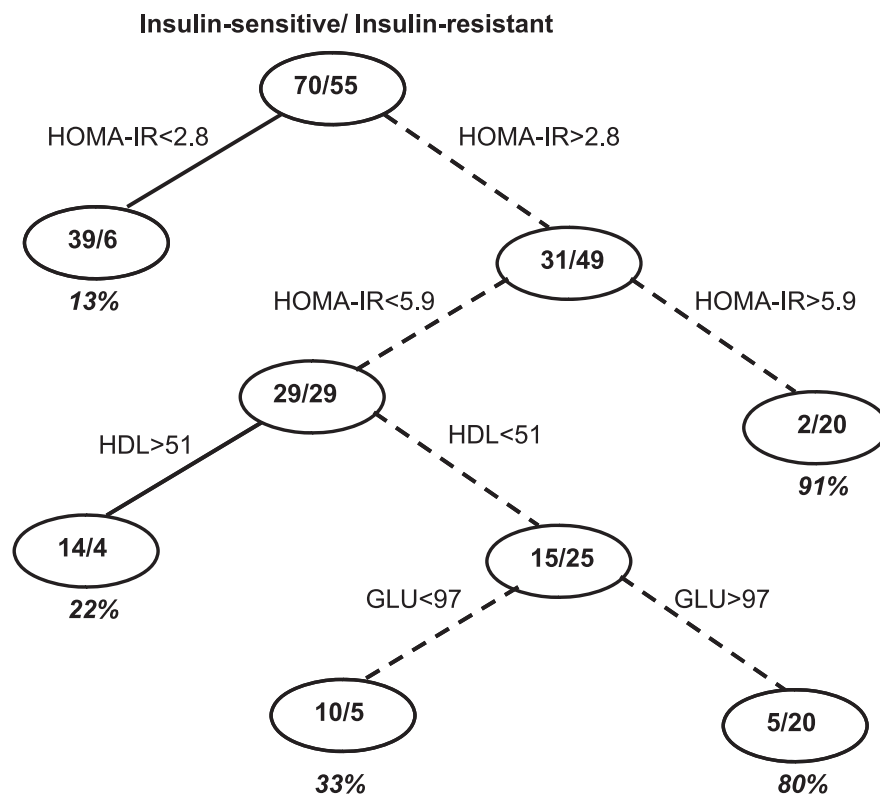 Insulin-sensitive/ Insulin-resistant
70/55
HOMA-IR<2.8
HOMA-IR>2.8
39/6
13%
31/49
HOMA-IR<5.9
HOMA-IR>5.9
29/29
2/20
91%
HDL>51
HDL<51
14/4
22%
15/25
GLU<97
GLU>97
10/5
33%
5/20
80%